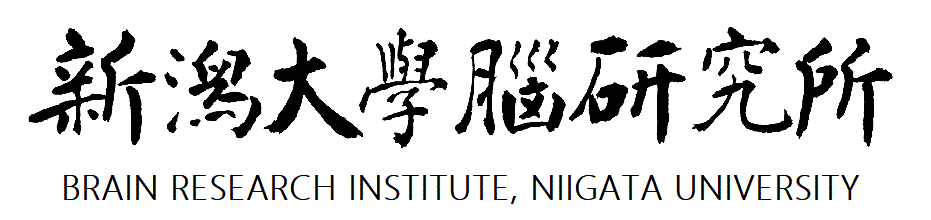 新潟大學腦研究所
BRAIN RESEARCH INSTITUTE, NIIGATA UNIVERSITY